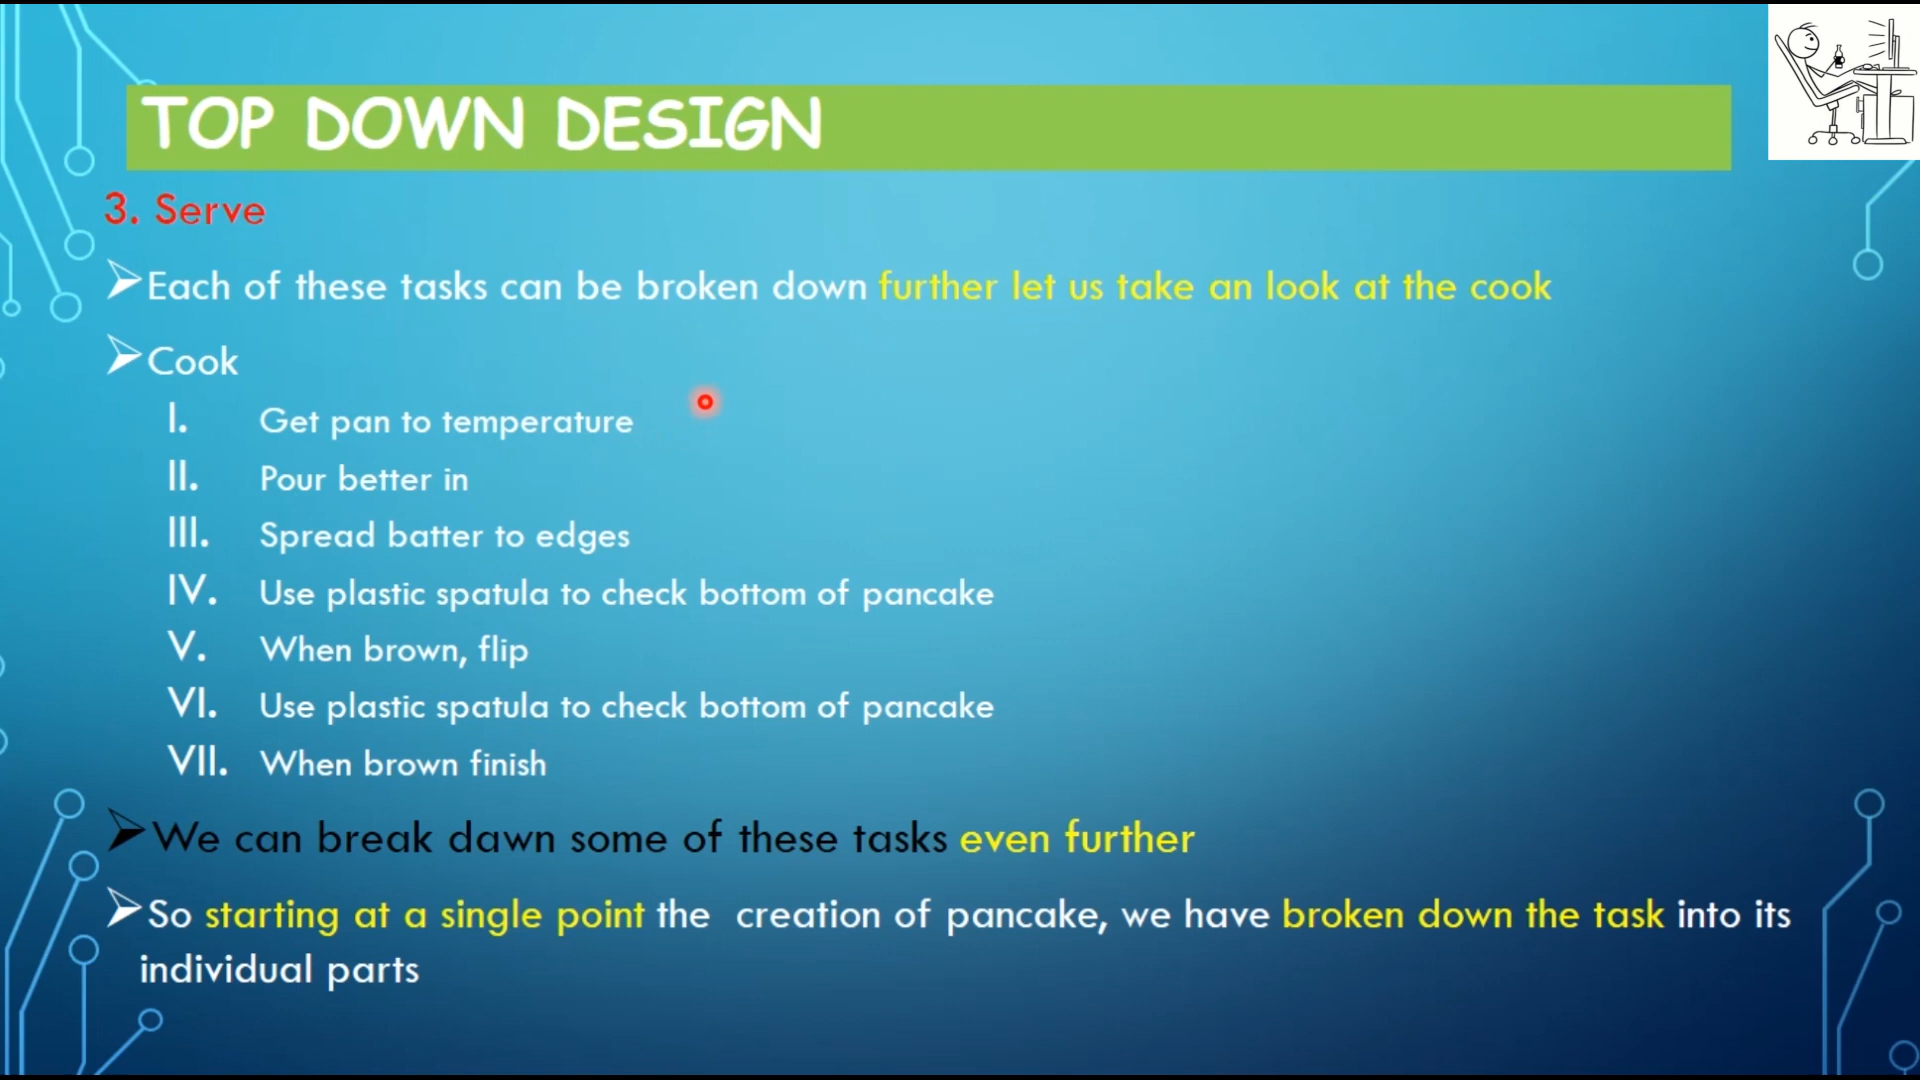 TOP DOWN DESIGN
3. Serve
Each of these tasks can be broken down further let us take an look at the cook
Cook
I. Get pan to temperature
II. Pour better in
III. Spread batter to edges
IV. Use plastic spatula to check bottom of pancake
V. When brown, flip
VI. Use plastic spatula to check bottom of pancake
VII. When brown finish
We can break dawn some of these tasks even further
So starting at a single point the creation of pancake, we have broken down the task into its
individual parts